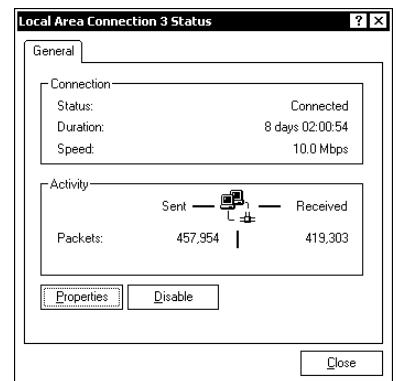 Local Area Connection 3 Status
General
Connection
Status: Connected
Duration: 8 days 02:00:54
Speed: 10.0 Mbps
Activity
Sent Received
Packets: 457,954 419,303
Properties Disable
Close